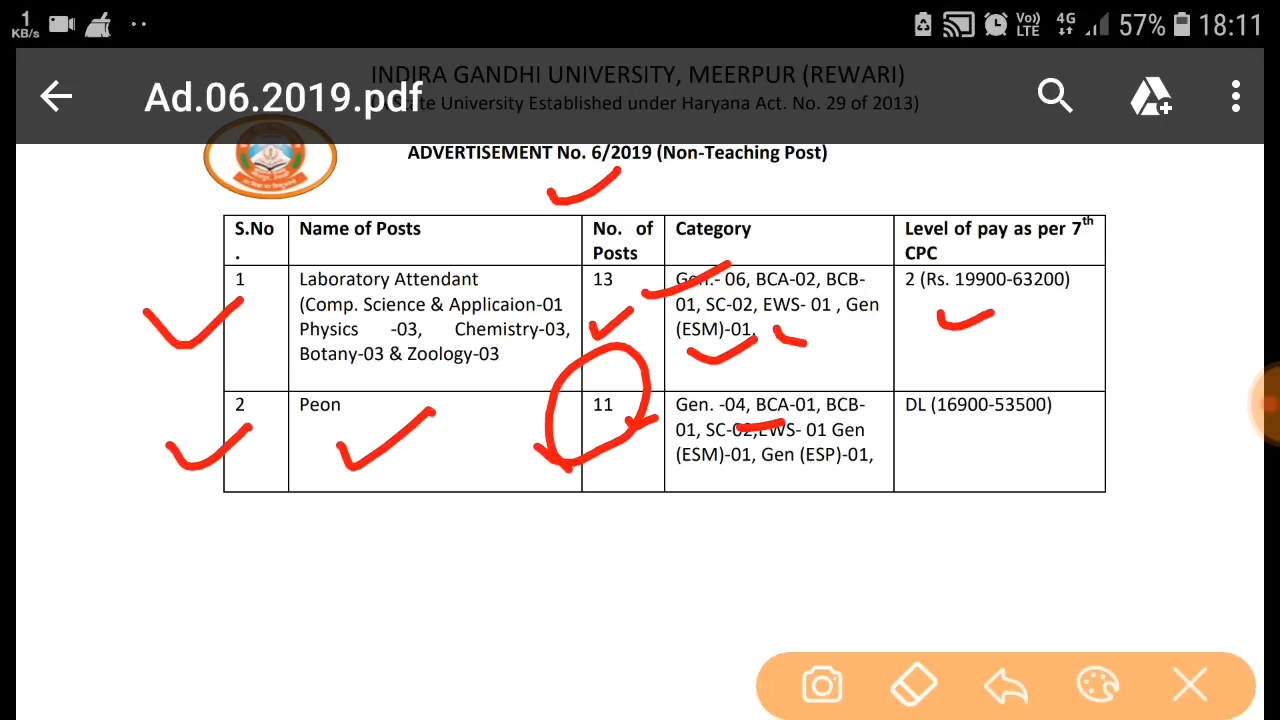 1
KB/s
Vo)
LTE
4G
57%
18:11
INDIRA GANDHI UNIVERSITY, MEERPUR (REWARI)
Ad.06.2019.pdf
University Established under Haryana Act. No. 29 of 2013)
ADVERTISEMENT No. 6/2019 (Non-Teaching Post)
S.No
.
Name of Posts
No. of
Posts
Category
Level of pay as per 7th
CPC
1
Laboratory Attendant
(Comp. Science & Applicaion-01
Physics -03, Chemistry-03,
Botany-03 & Zoology-03
13
Gen.- 06, BCA-02, BCB-
01, SC-02, EWS- 01 , Gen
(ESM)-01,
2 (Rs. 19900-63200)
2
Peon
11
Gen. -04, BCA-01, BCB-
01, SC-02,EWS- 01 Gen
(ESM)-01, Gen (ESP)-01,
DL (16900-53500)